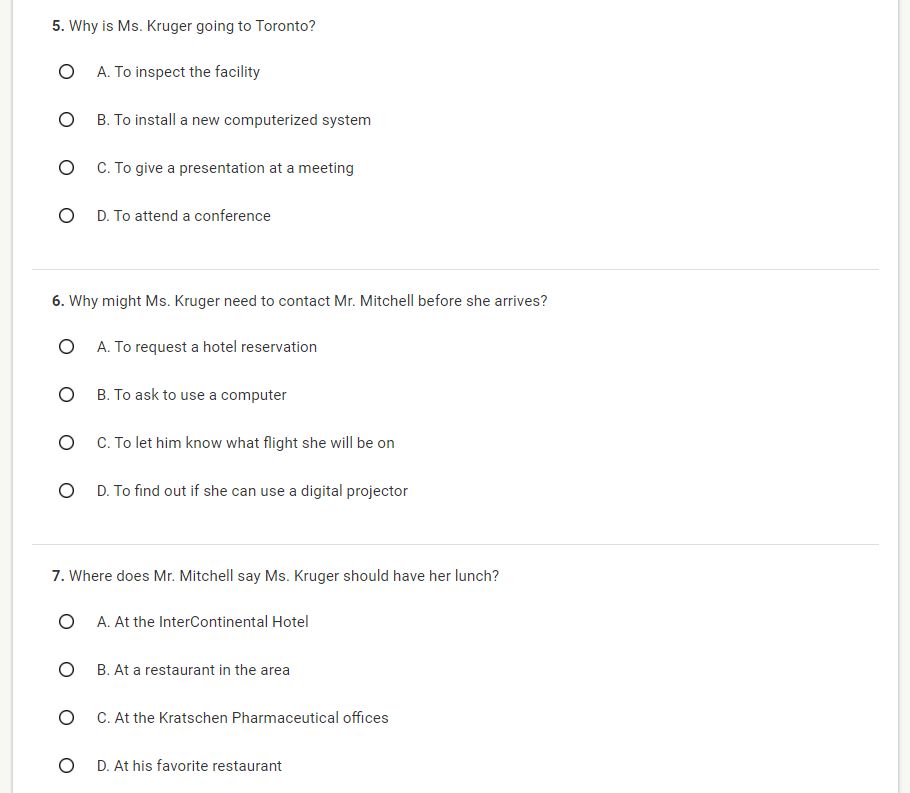 5. Why is Ms. Kruger going to Toronto?
A. To inspect the facility
B. To install a new computerized system
C. To give a presentation at a meeting
D. To attend a conference
6. Why might Ms. Kruger need to contact Mr. Mitchell before she arrives?
A. To request a hotel reservation
B. To ask to use a computer
C. To let him know what flight she will be on
D. To find out if she can use a digital projector
7. Where does Mr. Mitchell say Ms. Kruger should have her lunch?
A. At the InterContinental Hotel
B. At a restaurant in the area
C. At the Kratschen Pharmaceutical offices
D. At his favorite restaurant